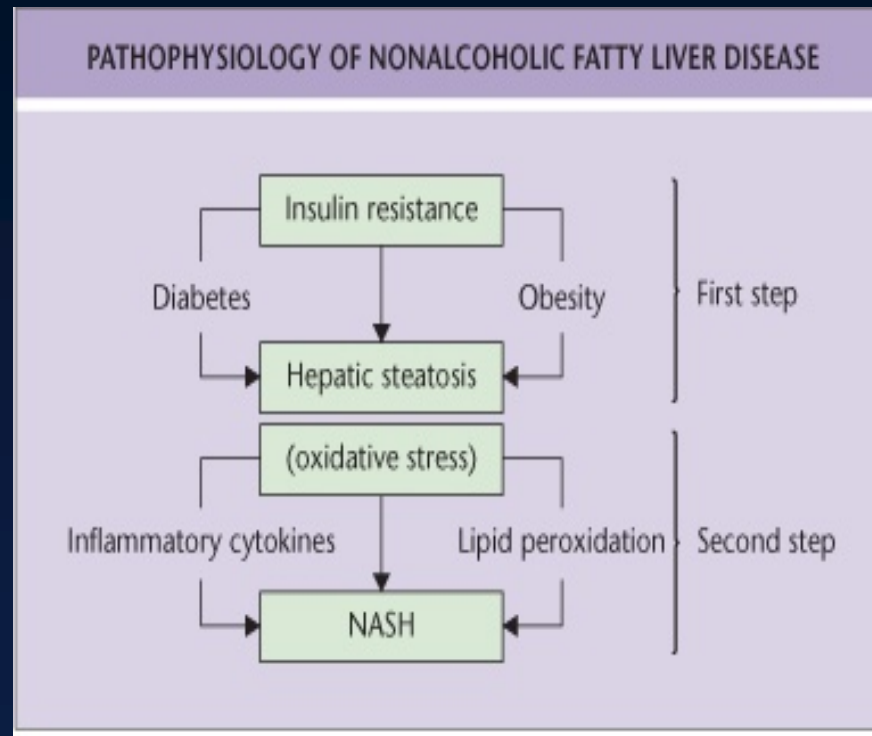 PATHOPHYSIOLOGY OF NONALCOHOLIC FATTY LIVER DISEASE
Insulin resistance
Diabetes
Obesity
First step
Hepatic steatosis
(oxidative stress)
Inflammatory cytokines
Lipid peroxidation
Second step
NASH